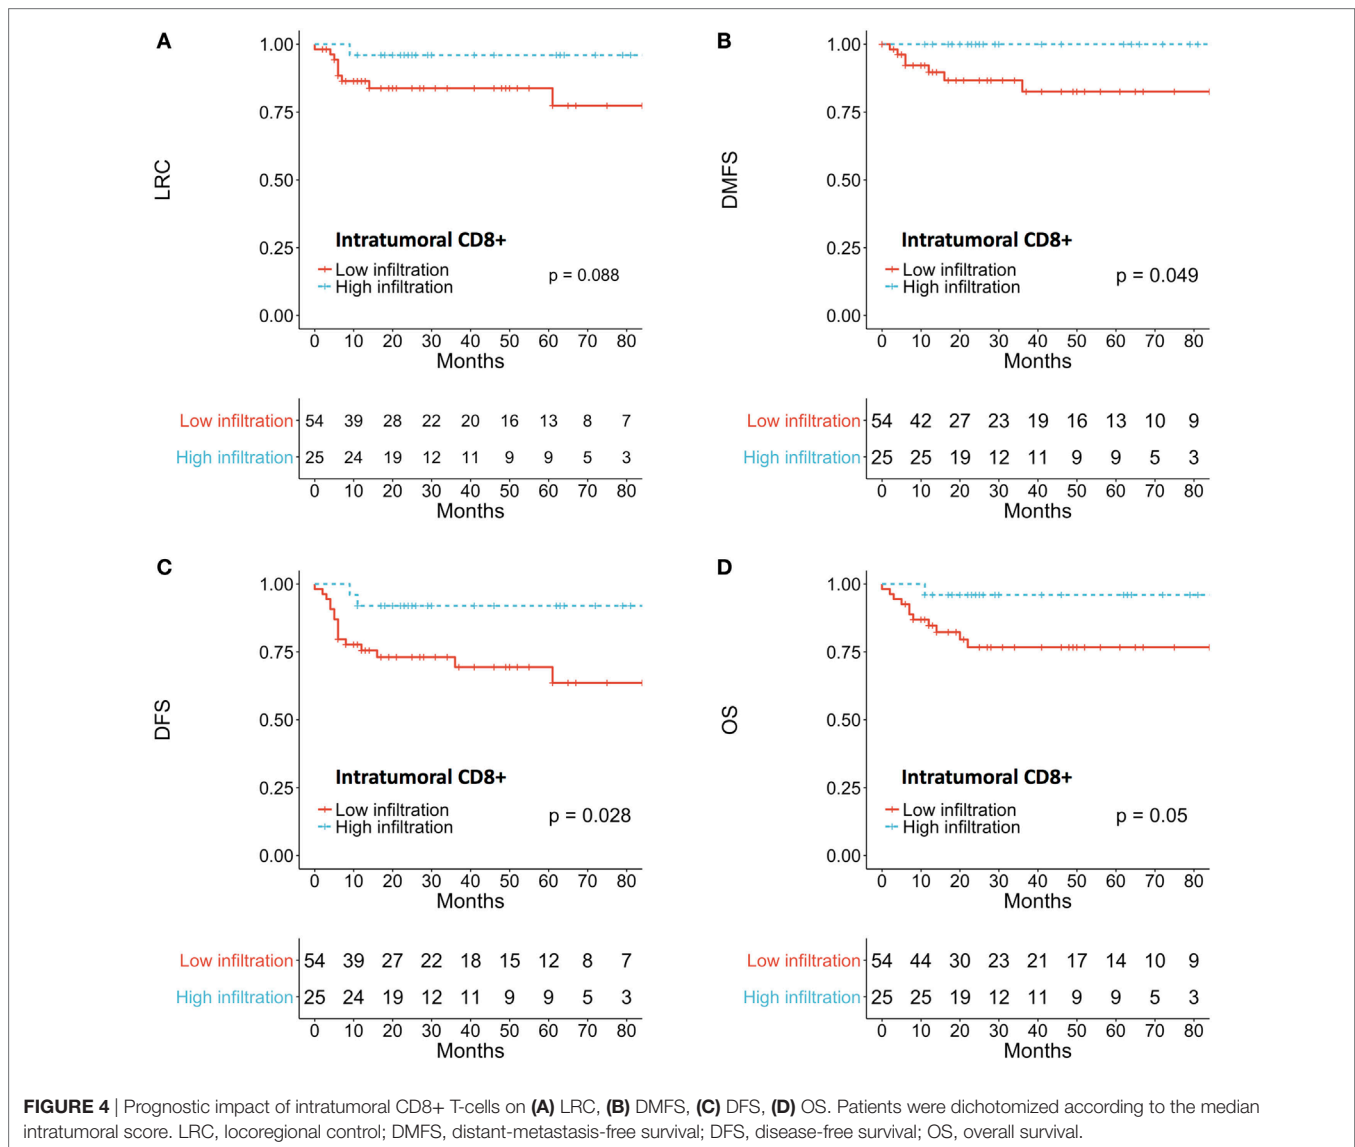 A
1.00
0.75
0.50
0.25
0.00
LRC
Intratumoral CD8+
Low infiltration
High infiltration
p = 0.088
0 10 20 30 40 50 60 70 80
Months
Low infiltration 54 39 28 22 20 16 13 8 7
High infiltration 25 24 19 12 11 9 9 5 3
0 10 20 30 40 50 60 70 80
Months
B
1.00
0.75
0.50
0.25
0.00
DMFS
Intratumoral CD8+
Low infiltration
High infiltration
p = 0.049
0 10 20 30 40 50 60 70 80
Months
Low infiltration 54 42 27 23 19 16 13 10 9
High infiltration 25 25 19 12 11 9 9 5 3
0 10 20 30 40 50 60 70 80
Months
C
1.00
0.75
0.50
0.25
0.00
DFS
Intratumoral CD8+
Low infiltration
High infiltration
p = 0.028
0 10 20 30 40 50 60 70 80
Months
Low infiltration 54 39 27 22 18 15 12 8 7
High infiltration 25 24 19 12 11 9 9 5 3
0 10 20 30 40 50 60 70 80
Months
D
1.00
0.75
0.50
0.25
0.00
OS
Intratumoral CD8+
Low infiltration
High infiltration
p = 0.05
0 10 20 30 40 50 60 70 80
Months
Low infiltration 54 44 30 23 21 17 14 10 9
High infiltration 25 25 19 12 11 9 9 5 3
0 10 20 30 40 50 60 70 80
Months
FIGURE 4 | Prognostic impact of intratumoral CD8+ T-cells on (A) LRC, (B) DMFS, (C) DFS, (D) OS. Patients were dichotomized according to the median
intratumoral score. LRC, locoregional control; DMFS, distant-metastasis-free survival; DFS, disease-free survival; OS, overall survival.